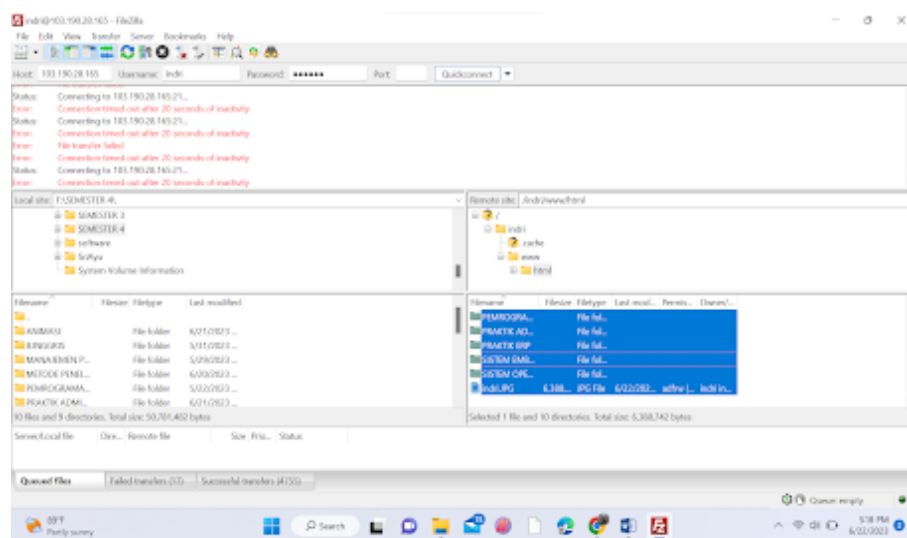 indri@103.190.28.165 - FileZilla
File Edit View Transfer Server Bookmarks Help
Host: 103.190.28.165 Username: indri Password: ●●●●●● Port: Quickconnect
Status: Connecting to 103.190.28.165:21...
Error: Connection timed out after 20 seconds of inactivity
Status: Connecting to 103.190.28.165:21...
Error: Connection timed out after 20 seconds of inactivity
Error: File transfer failed
Error: Connection timed out after 20 seconds of inactivity
Status: Connecting to 103.190.28.165:21...
Error: Connection timed out after 20 seconds of inactivity
Local site: F:\SEMESTER 4\
SEMESTER 3
SEMESTER 4
software
SriAyu
System Volume Information
Remote site: /indri/www/html
/
indri
.cache
www
html
Filename Filesize Filetype Last modified
..
ANIMASI File folder 6/21/2023 ...
B.INGGRIS File folder 5/31/2023 ...
MANAJEMEN P... File folder 5/29/2023 ...
METODE PENEL... File folder 6/20/2023 ...
PEMROGRAMA... File folder 5/22/2023 ...
PRAKTIK ADMI... File folder 6/21/2023 ...
10 files and 9 directories. Total size: 50,701,402 bytes
Filename Filesize Filetype Last mod... Permis... Owner/...
PEMROGRA... File fol...
PRAKTIK AD... File fol...
PRAKTIK ERP File fol...
SISTEM EMB... File fol...
SISTEM OPE... File fol...
indri.JPG 6,308,... JPG File 6/22/202... adfrw (... indri in...
Selected 1 file and 10 directories. Total size: 6,308,742 bytes
Server/Local file Dire... Remote file Size Prio... Status
Queued files Failed transfers (17) Successful transfers (4755)
Queue: empty
89°F
Partly sunny
Search
5:18 PM
6/22/2023